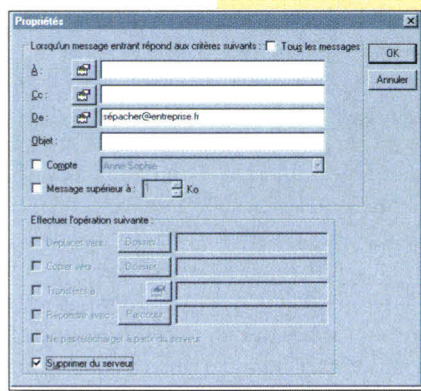 Propriétés
Lorsqu'un message entrant répond aux critères suivants : Tous les messages
OK
À :
Annuler
Cc :
De : sépacher@entreprise.fr
Objet :
Compte Anne Sophie
Message supérieur à : 1 Ko
Effectuer l'opération suivante :
Déplacer vers : Dossier...
Copier vers : Dossier...
Transférer à :
Répondre avec : Parcourir
Ne pas télécharger à partir du serveur
Supprimer du serveur